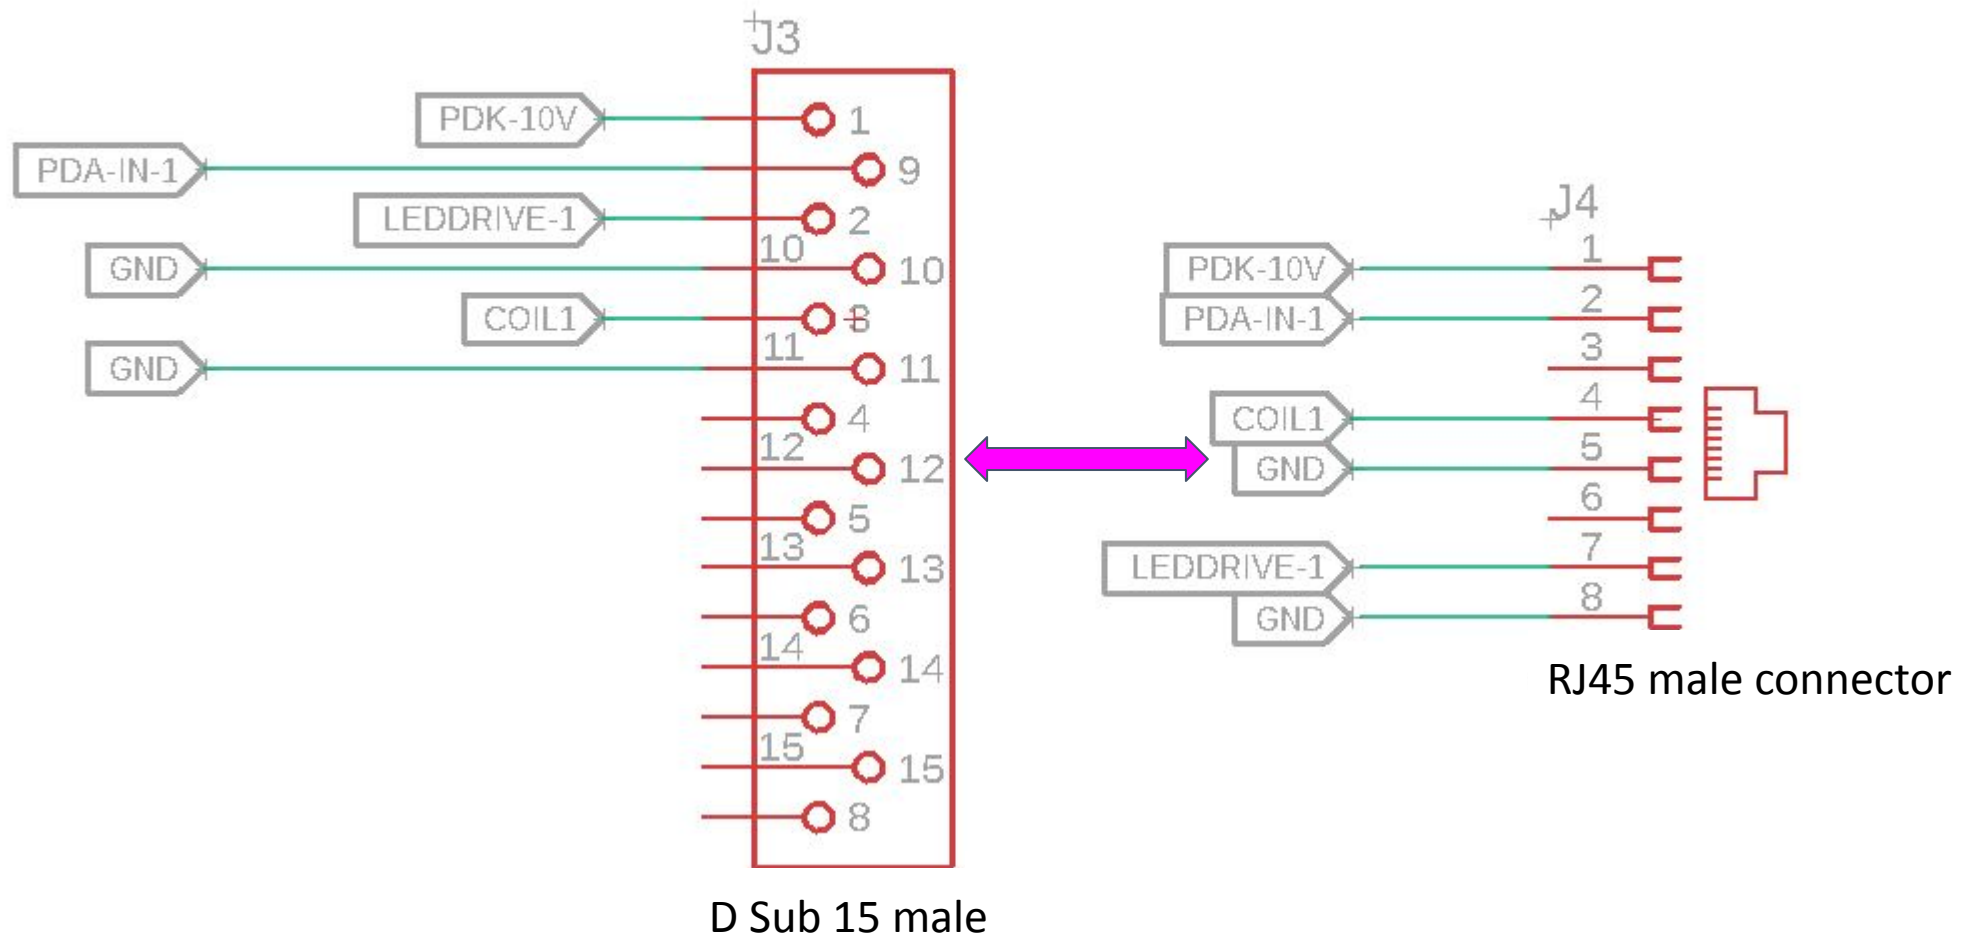 J3
PDK-10V 1
PDA-IN-1 9
LEDDRIVE-1 2
10
GND 10
COIL1 3
11
GND 11
4
12
12
5
13
13
6
14
14
7
15
15
8
D Sub 15 male
J4
1
PDK-10V
2
PDA-IN-1
3
4
COIL1
5
GND
6
7
LEDDRIVE-1
8
GND
RJ45 male connector